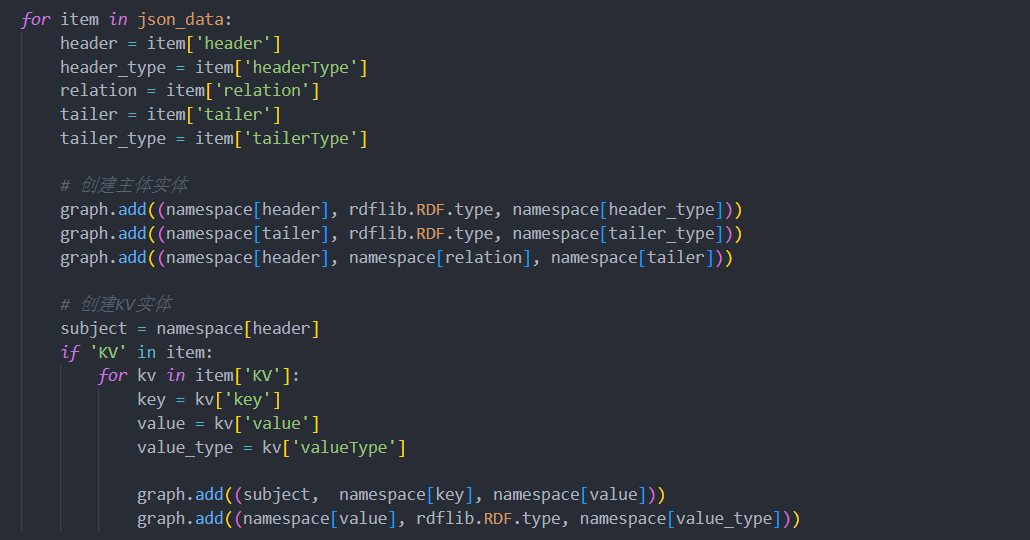 for item in json_data:
    header = item['header']
    header_type = item['headerType']
    relation = item['relation']
    tailer = item['tailer']
    tailer_type = item['tailerType']

    # 创建主体实体
    graph.add((namespace[header], rdflib.RDF.type, namespace[header_type]))
    graph.add((namespace[tailer], rdflib.RDF.type, namespace[tailer_type]))
    graph.add((namespace[header], namespace[relation], namespace[tailer]))

    # 创建KV实体
    subject = namespace[header]
    if 'KV' in item:
        for kv in item['KV']:
            key = kv['key']
            value = kv['value']
            value_type = kv['valueType']

            graph.add((subject,  namespace[key], namespace[value]))
            graph.add((namespace[value], rdflib.RDF.type, namespace[value_type]))